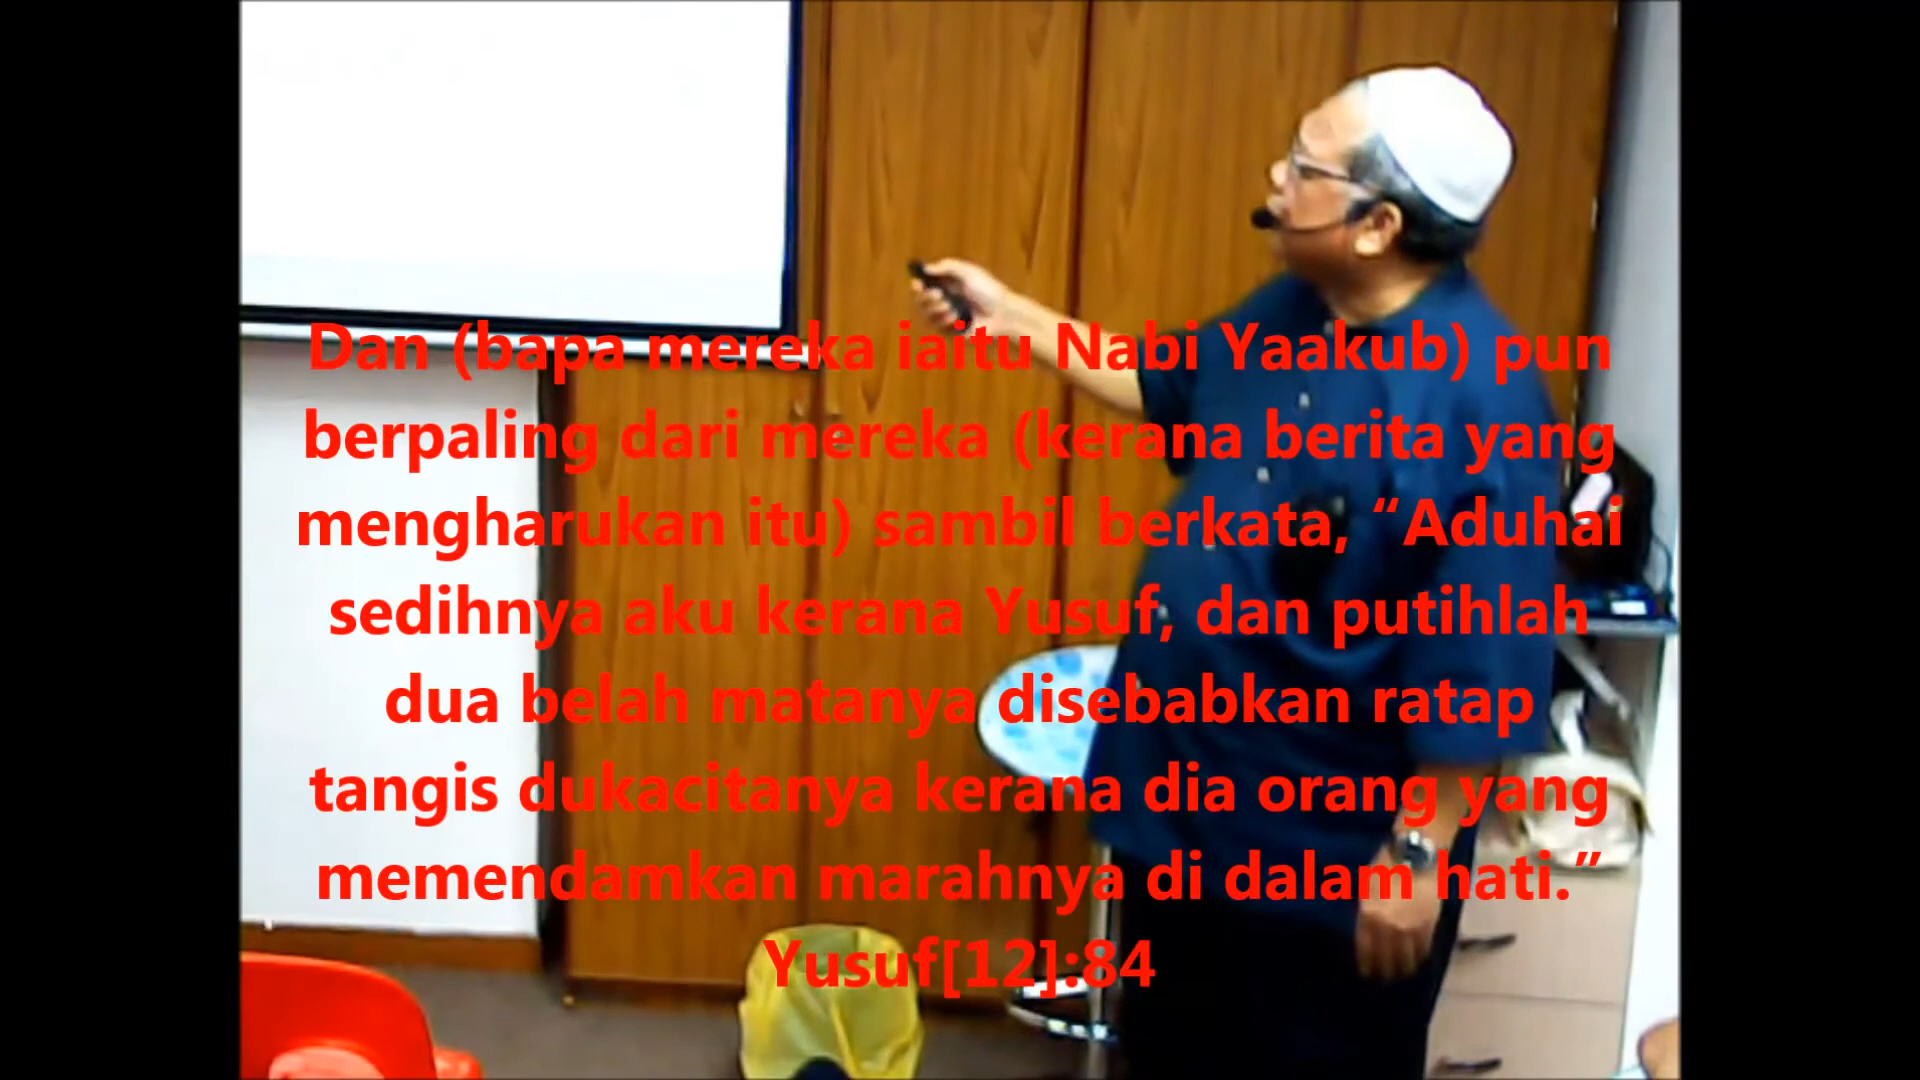 Dan (bapa mereka iaitu Nabi Yaakub) pun
berpaling dari mereka (kerana berita yang
mengharukan itu) sambil berkata, “Aduhai
sedihnya aku kerana Yusuf, dan putihlah
dua belah matanya disebabkan ratap
tangis dukacitanya kerana dia orang yang
memendamkan marahnya di dalam hati.”
Yusuf[12]:84